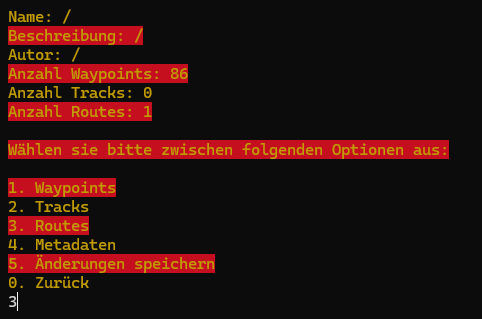 Name: /
Beschreibung: /
Autor: /
Anzahl Waypoints: 86
Anzahl Tracks: 0
Anzahl Routes: 1
Wählen sie bitte zwischen folgenden Optionen aus:
1. Waypoints
2. Tracks
3. Routes
4. Metadaten
5. Änderungen speichern
0. Zurück
3